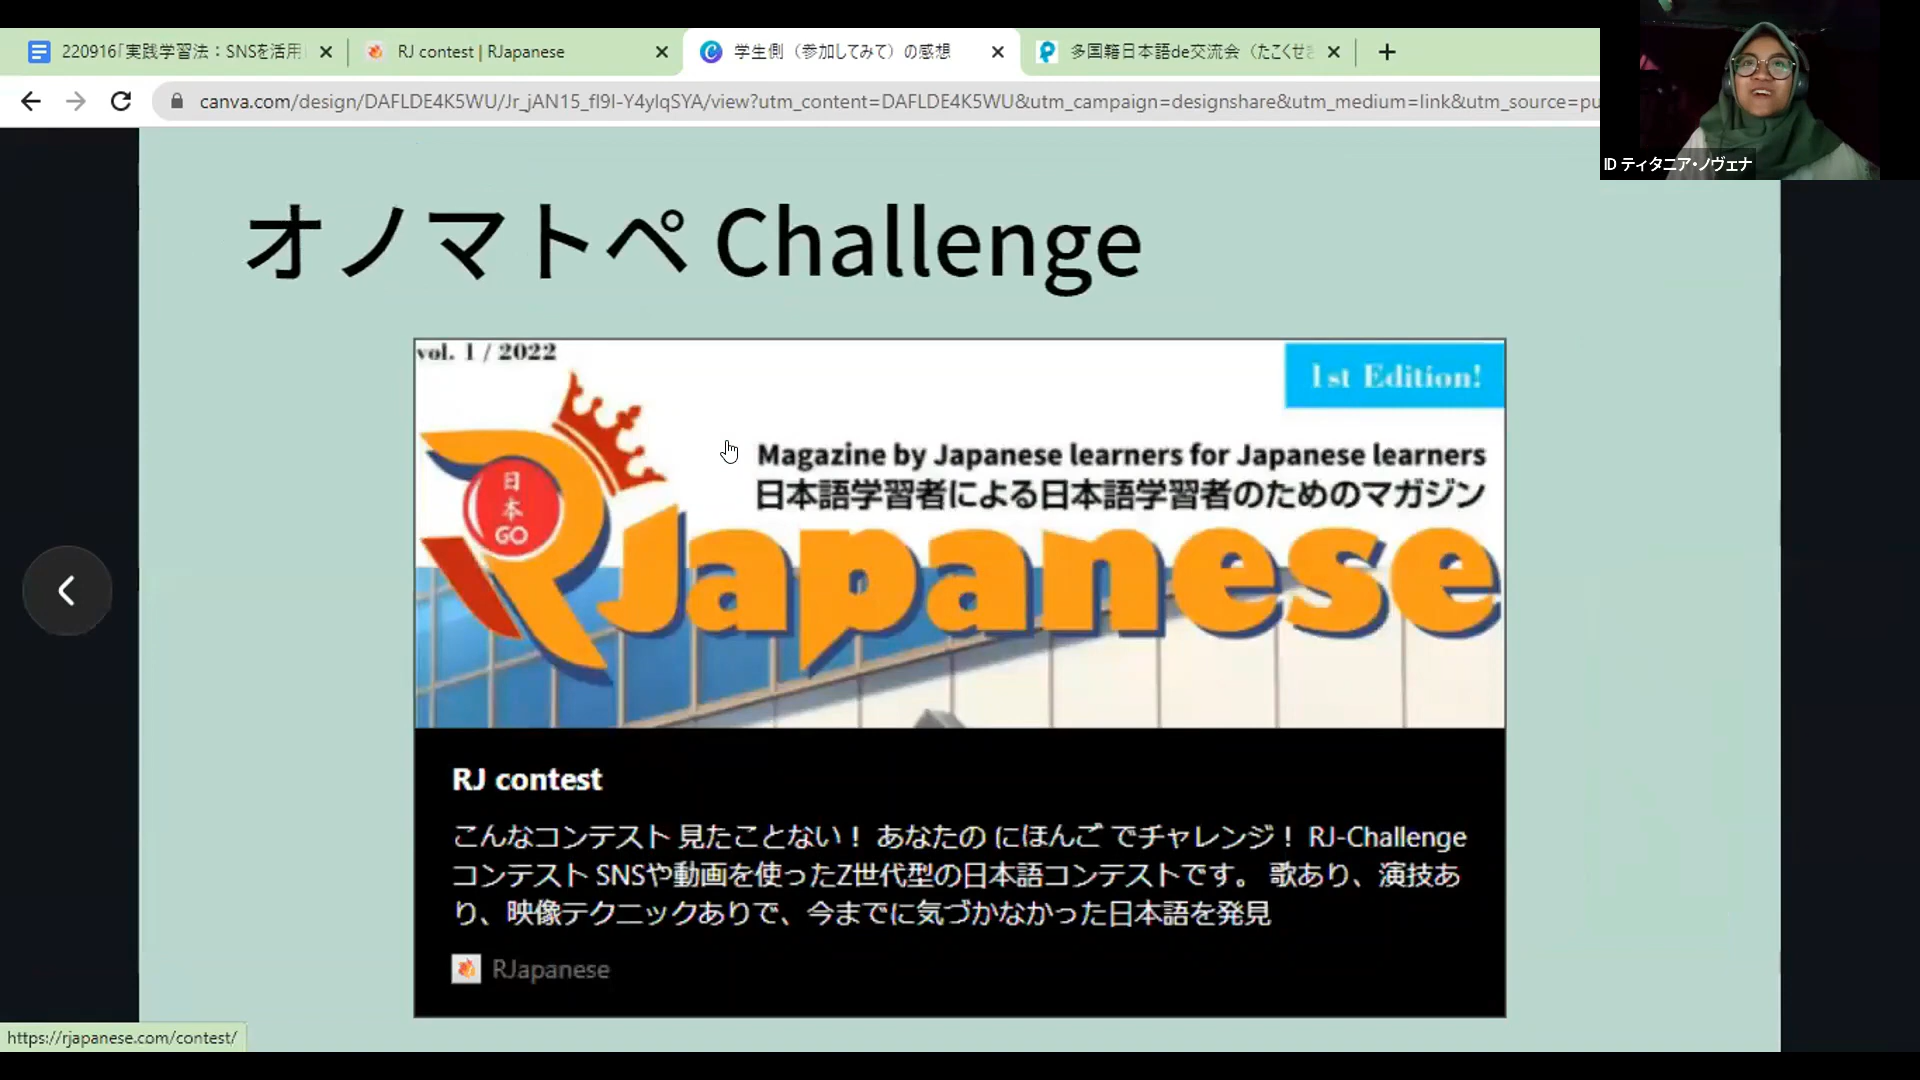 220916「実践学習法：SNSを活用
RJ contest | RJapanese
学生側（参加してみて）の感想
多国籍日本語de交流会（たこくせき
canva.com/design/DAFLDE4K5WU/Jr_jAN15_fI9I-Y4yIqSYA/view?utm_content=DAFLDE4K5WU&utm_campaign=designshare&utm_medium=link&utm_source=pu
ID ティタニア・ノヴェナ
オノマトペ Challenge
vol. 1 / 2022
1st Edition!
Magazine by Japanese learners for Japanese learners
日本語学習者による日本語学習者のためのマガジン
日本GO
RJapanese
RJ contest
こんなコンテスト 見たことない！ あなたの にほんご でチャレンジ！ RJ-Challenge
コンテスト SNSや動画を使ったZ世代型の日本語コンテストです。 歌あり、演技あ
り、映像テクニックありで、今までに気づかなかった日本語を発見
RJapanese
https://rjapanese.com/contest/